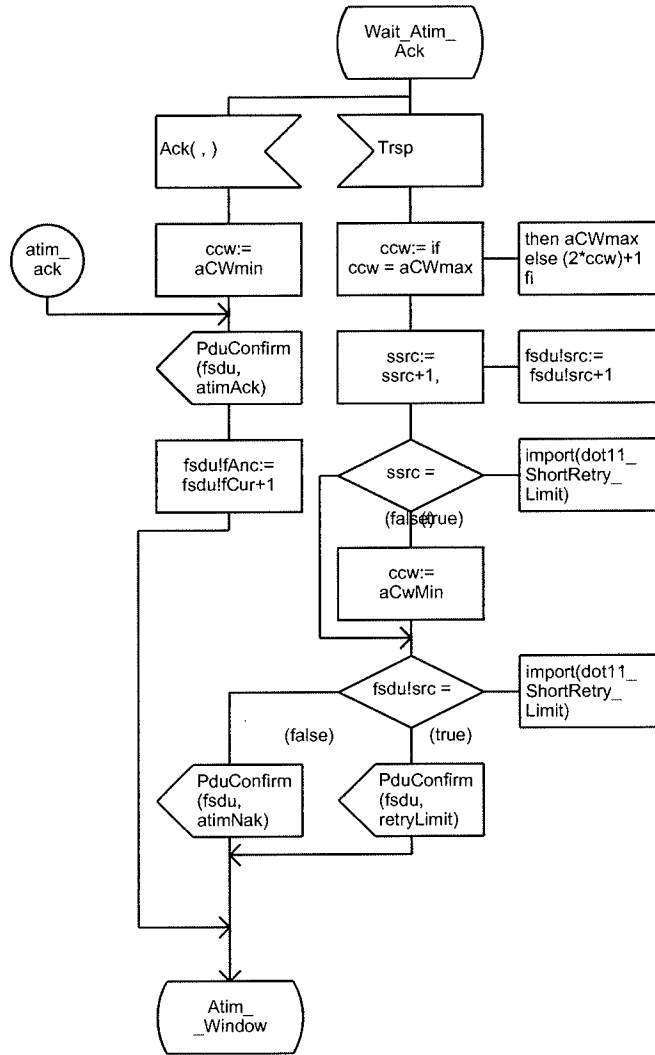 Wait_Atim_
Ack
Ack( , )
Trsp
atim_
ack
ccw:=
aCWmin
ccw:= if
ccw = aCWmax
then aCWmax
else (2*ccw)+1
fi
PduConfirm
(fsdu,
atimAck)
ssrc:=
ssrc+1,
fsdu!src:=
fsdu!src+1
fsdu!fAnc:=
fsdu!fCur+1
ssrc =
import(dot11_
ShortRetry_
Limit)
(false)
(true)
ccw:=
aCwMin
fsdu!src =
import(dot11_
ShortRetry_
Limit)
(false)
(true)
PduConfirm
(fsdu,
atimNak)
PduConfirm
(fsdu,
retryLimit)
Atim_
_Window